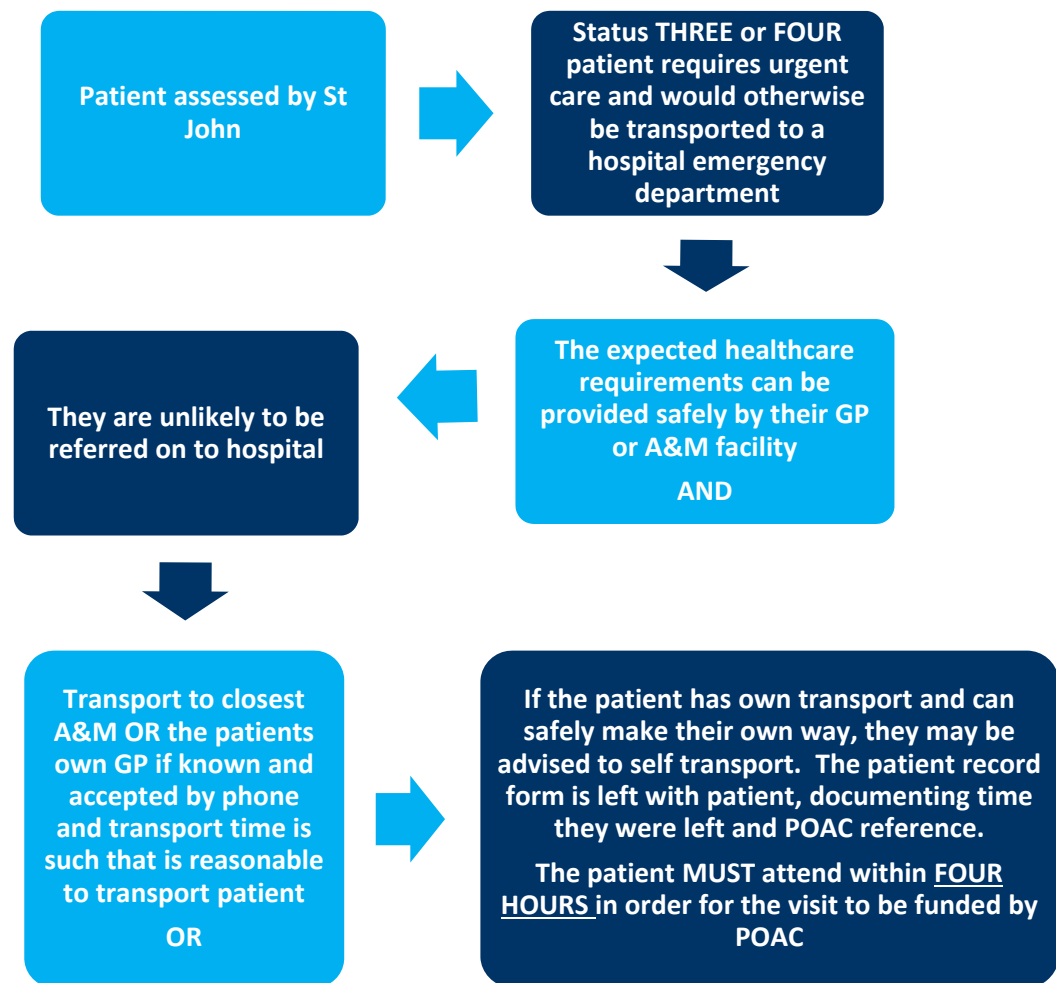 Patient assessed by St
John
Status THREE or FOUR
patient requires urgent
care and would otherwise
be transported to a
hospital emergency
department
The expected healthcare
requirements can be
provided safely by their GP
or A&M facility
AND
They are unlikely to be
referred on to hospital
Transport to closest
A&M OR the patients
own GP if known and
accepted by phone
and transport time is
such that is reasonable
to transport patient
OR
If the patient has own transport and can
safely make their own way, they may be
advised to self transport.  The patient record
form is left with patient, documenting time
they were left and POAC reference.
The patient MUST attend within FOUR
HOURS in order for the visit to be funded by
POAC